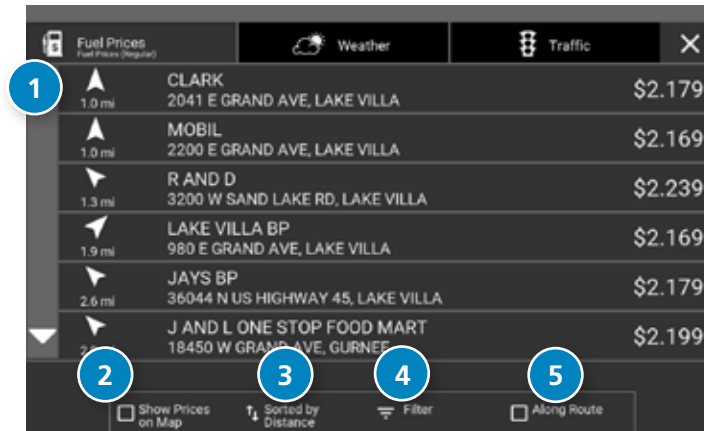 Fuel Prices
Fuel Prices (Regular)
Weather
Traffic
1
1.0 mi
CLARK
2041 E GRAND AVE, LAKE VILLA
$2.179
1.0 mi
MOBIL
2200 E GRAND AVE, LAKE VILLA
$2.169
1.3 mi
R AND D
3200 W SAND LAKE RD, LAKE VILLA
$2.239
1.9 mi
LAKE VILLA BP
980 E GRAND AVE, LAKE VILLA
$2.169
2.6 mi
JAYS BP
36044 N US HIGHWAY 45, LAKE VILLA
$2.179
J AND L ONE STOP FOOD MART
18450 W GRAND AVE, GURNEE
$2.199
2
3
4
5
Show Prices
on Map
Sorted by
Distance
Filter
Along Route